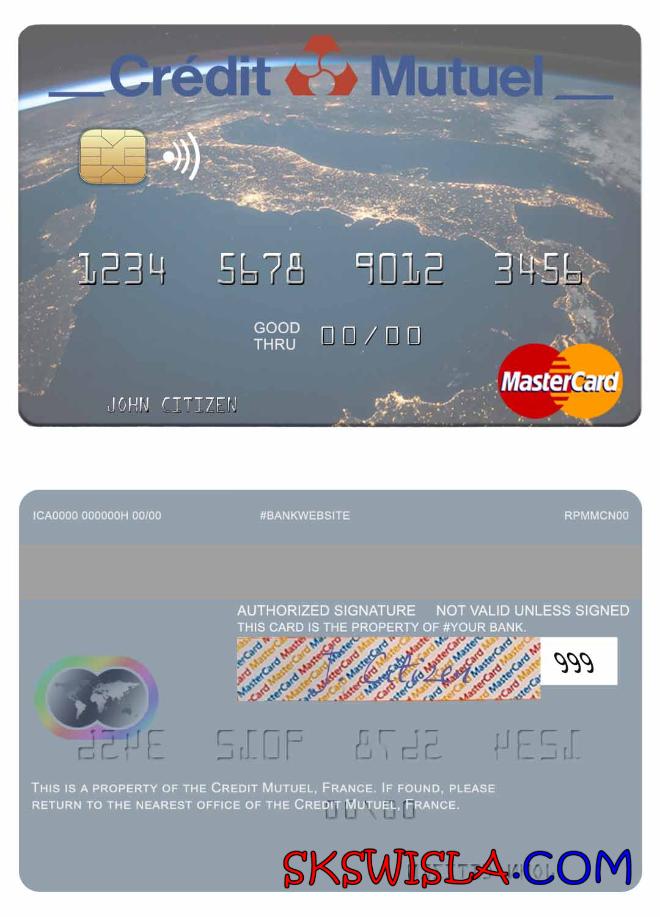 Crédit Mutuel
1234 5678 9012 3456
GOOD THRU 00/00
JOHN CITIZEN
MasterCard
ICA0000 000000H 00/00 #BANKWEBSITE RPMMCN00
AUTHORIZED SIGNATURE NOT VALID UNLESS SIGNED
THIS CARD IS THE PROPERTY OF #YOUR BANK.
J. Citizen 999
THIS IS A PROPERTY OF THE CREDIT MUTUEL, FRANCE. IF FOUND, PLEASE
RETURN TO THE NEAREST OFFICE OF THE CREDIT MUTUEL, FRANCE.
SKSWISLA.COM